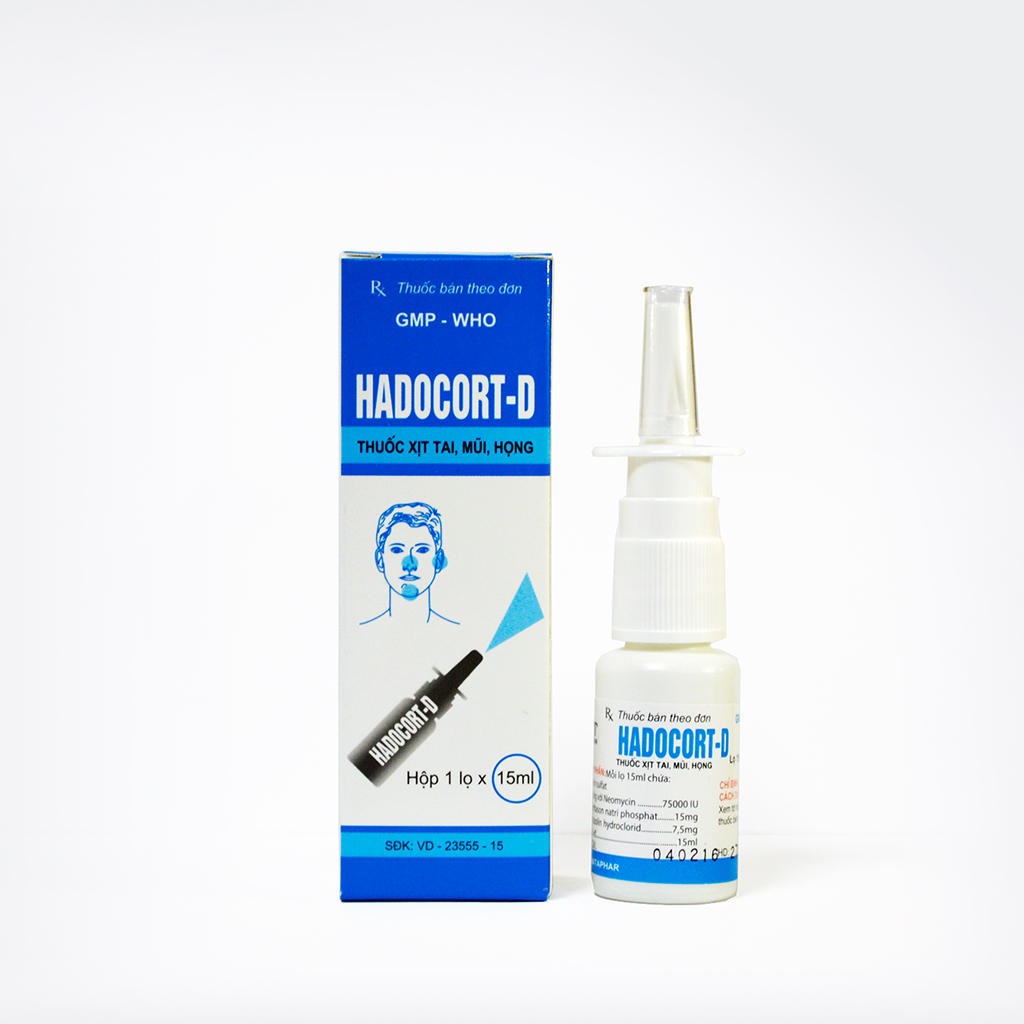 Rx Thuốc bán theo đơn
GMP - WHO
HADOCORT-D
THUỐC XỊT TAI, MŨI, HỌNG
HADOCORT-D
Hộp 1 lọ x 15ml
SĐK: VD - 23555 - 15
Rx Thuốc bán theo đơn
HADOCORT-D
THUỐC XỊT TAI, MŨI, HỌNG
Mỗi lọ 15ml chứa:
Neomycin ............75000 IU
natri phosphat........15mg
hydroclorid..............7,5mg
15ml
040216